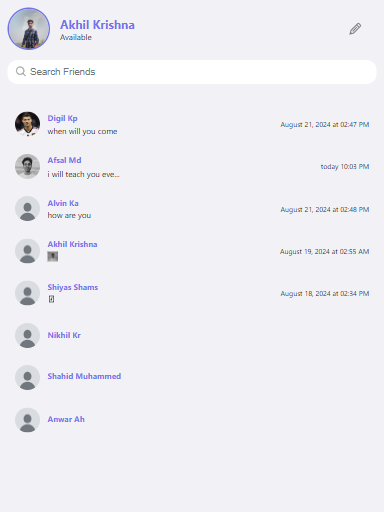 Akhil Krishna
Available
Search Friends
Digil Kp
when will you come
August 21, 2024 at 02:47 PM
Afsal Md
i will teach you eve...
today 10:03 PM
Alvin Ka
how are you
August 21, 2024 at 02:48 PM
Akhil Krishna
August 19, 2024 at 02:55 AM
Shiyas Shams
August 18, 2024 at 02:34 PM
Nikhil Kr
Shahid Muhammed
Anwar Ah